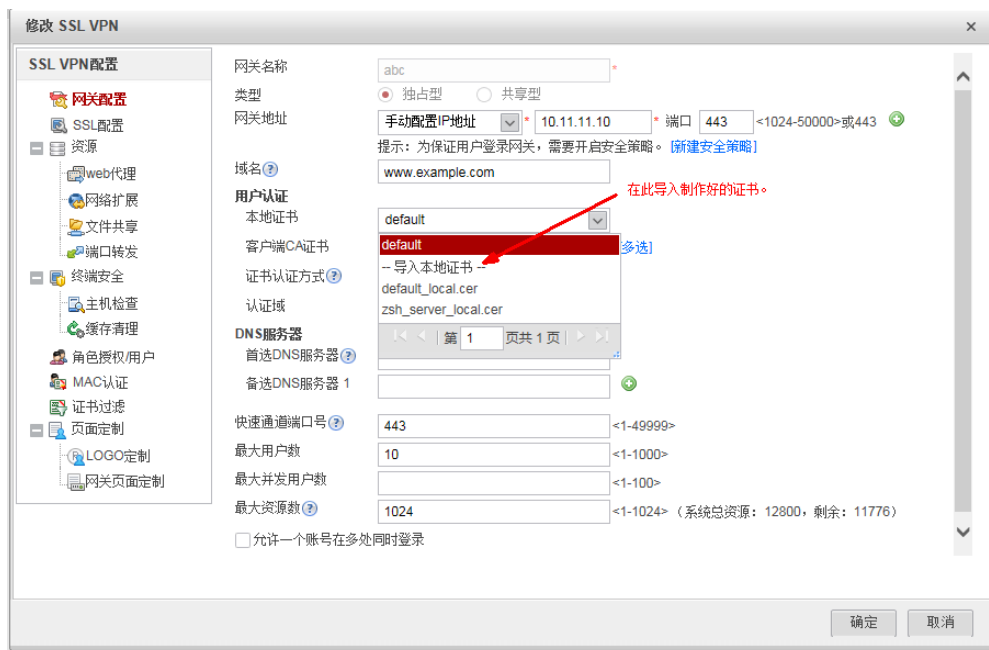 修改 SSL VPN
×
SSL VPN配置
网关配置
SSL配置
资源
web代理
网络扩展
文件共享
端口转发
终端安全
主机检查
缓存清理
角色授权/用户
MAC认证
证书过滤
页面定制
LOGO定制
网关页面定制
网关名称 abc *
类型 独占型 共享型
网关地址 手动配置IP地址 * 10.11.11.10 * 端口 443 <1024-50000>或443
提示：为保证用户登录网关，需要开启安全策略。 [新建安全策略]
域名 www.example.com
在此导入制作好的证书。
用户认证
本地证书 default
客户端CA证书 default 多选]
-- 导入本地证书 --
证书认证方式 default_local.cer
认证域 zsh_server_local.cer
DNS服务器 第 1 页共 1 页
首选DNS服务器
备选DNS服务器 1
快速通道端口号 443 <1-49999>
最大用户数 10 <1-1000>
最大并发用户数 <1-100>
最大资源数 1024 <1-1024> （系统总资源：12800，剩余：11776）
允许一个账号在多处同时登录
确定 取消